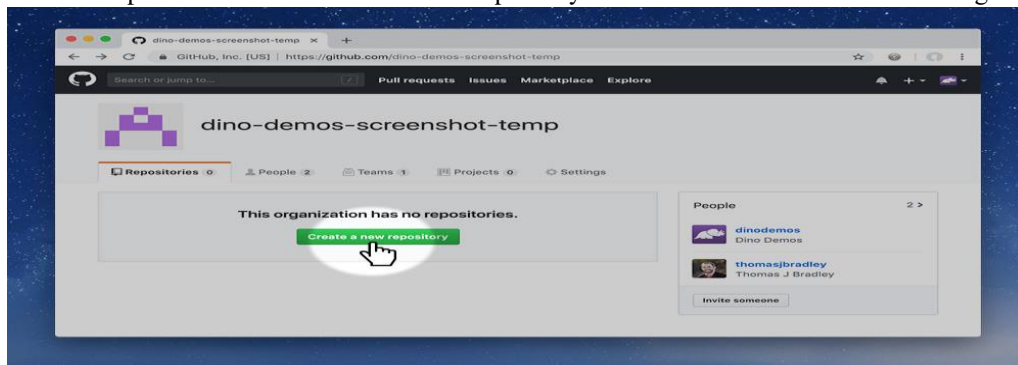 dino-demos-screenshot-temp × +
GitHub, Inc. [US] | https://github.com/dino-demos-screenshot-temp
Search or jump to... / Pull requests Issues Marketplace Explore
dino-demos-screenshot-temp
Repositories 0 People 2 Teams 1 Projects 0 Settings
This organization has no repositories.
Create a new repository
People 2 >
dinodemos
Dino Demos
thomasjbradley
Thomas J Bradley
Invite someone